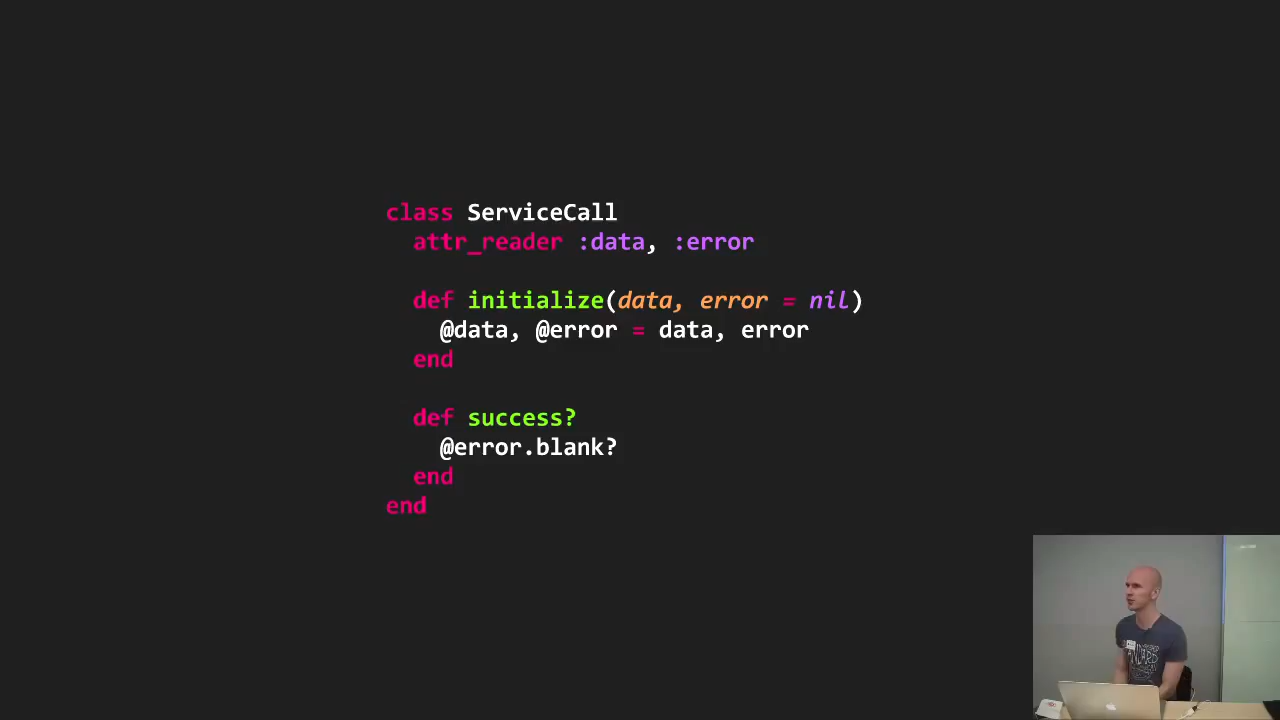 class ServiceCall
attr_reader :data, :error
def initialize(data, error = nil)
@data, @error = data, error
end
def success?
@error.blank?
end
end